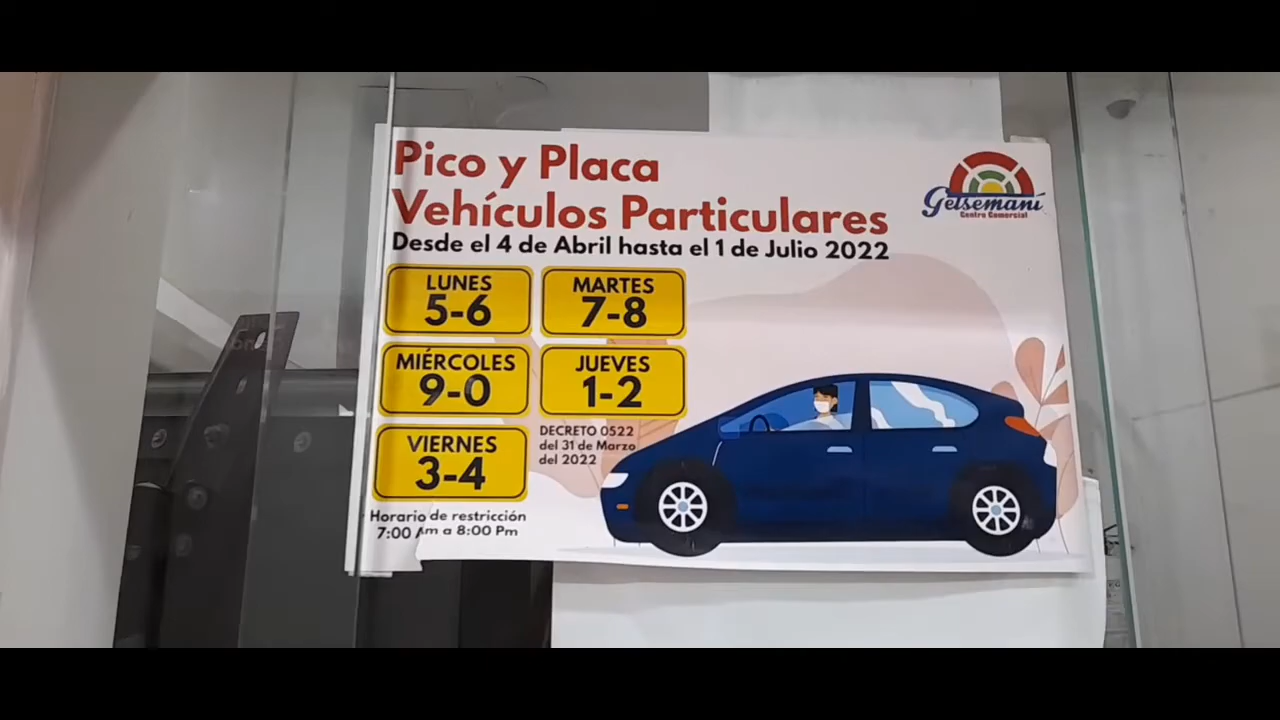 Pico y Placa
Vehículos Particulares
Desde el 4 de Abril hasta el 1 de Julio 2022
Getsemaní
Centro Comercial
LUNES
5-6
MARTES
7-8
MIÉRCOLES
9-0
JUEVES
1-2
VIERNES
3-4
DECRETO 0522
del 31 de Marzo
del 2022
Horario de restricción
7:00 Am a 8:00 Pm